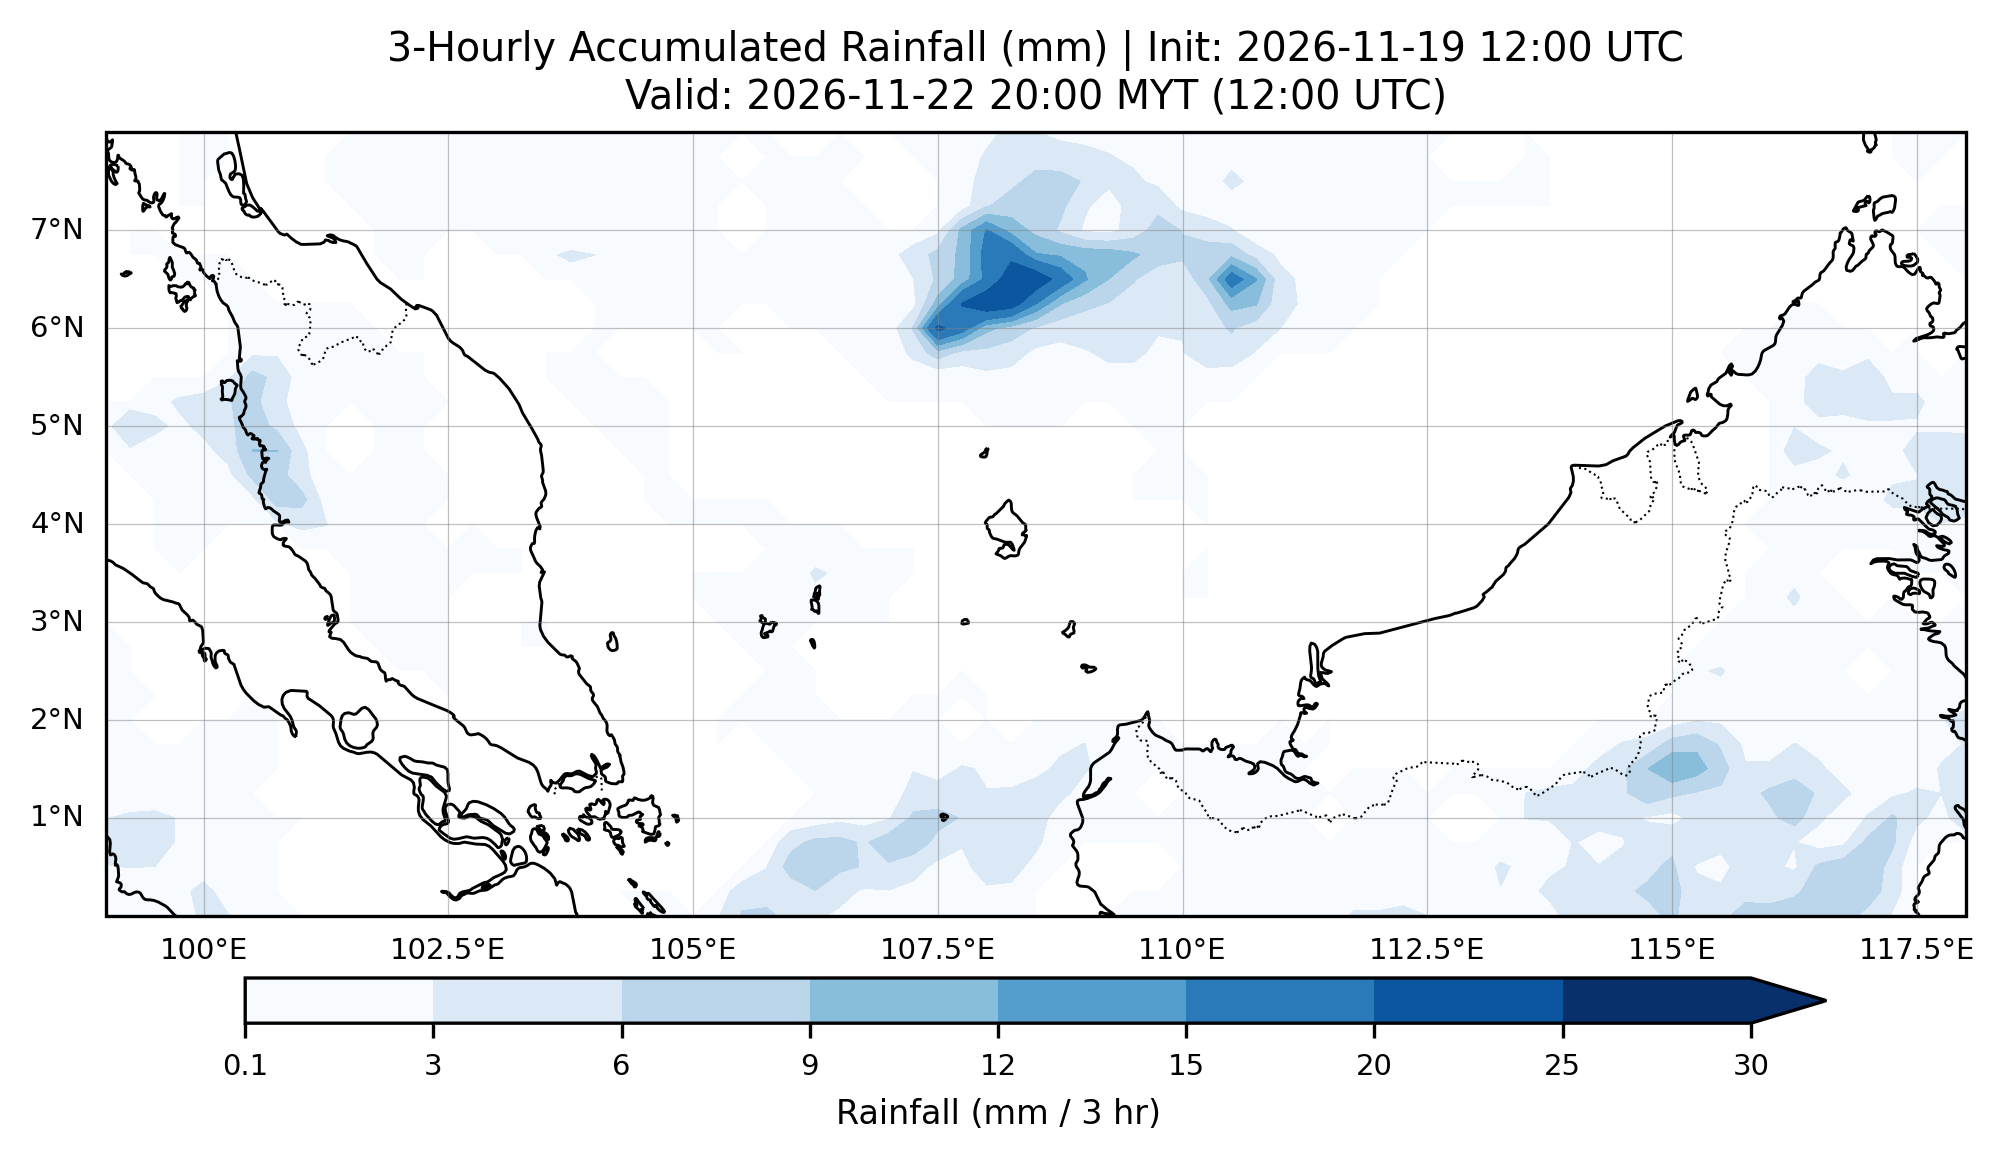 3-Hourly Accumulated Rainfall (mm) | Init: 2026-11-19 12:00 UTC
Valid: 2026-11-22 20:00 MYT (12:00 UTC)
7°N
6°N
5°N
4°N
3°N
2°N
1°N
100°E 102.5°E 105°E 107.5°E 110°E 112.5°E 115°E 117.5°E
0.1 3 6 9 12 15 20 25 30
Rainfall (mm / 3 hr)